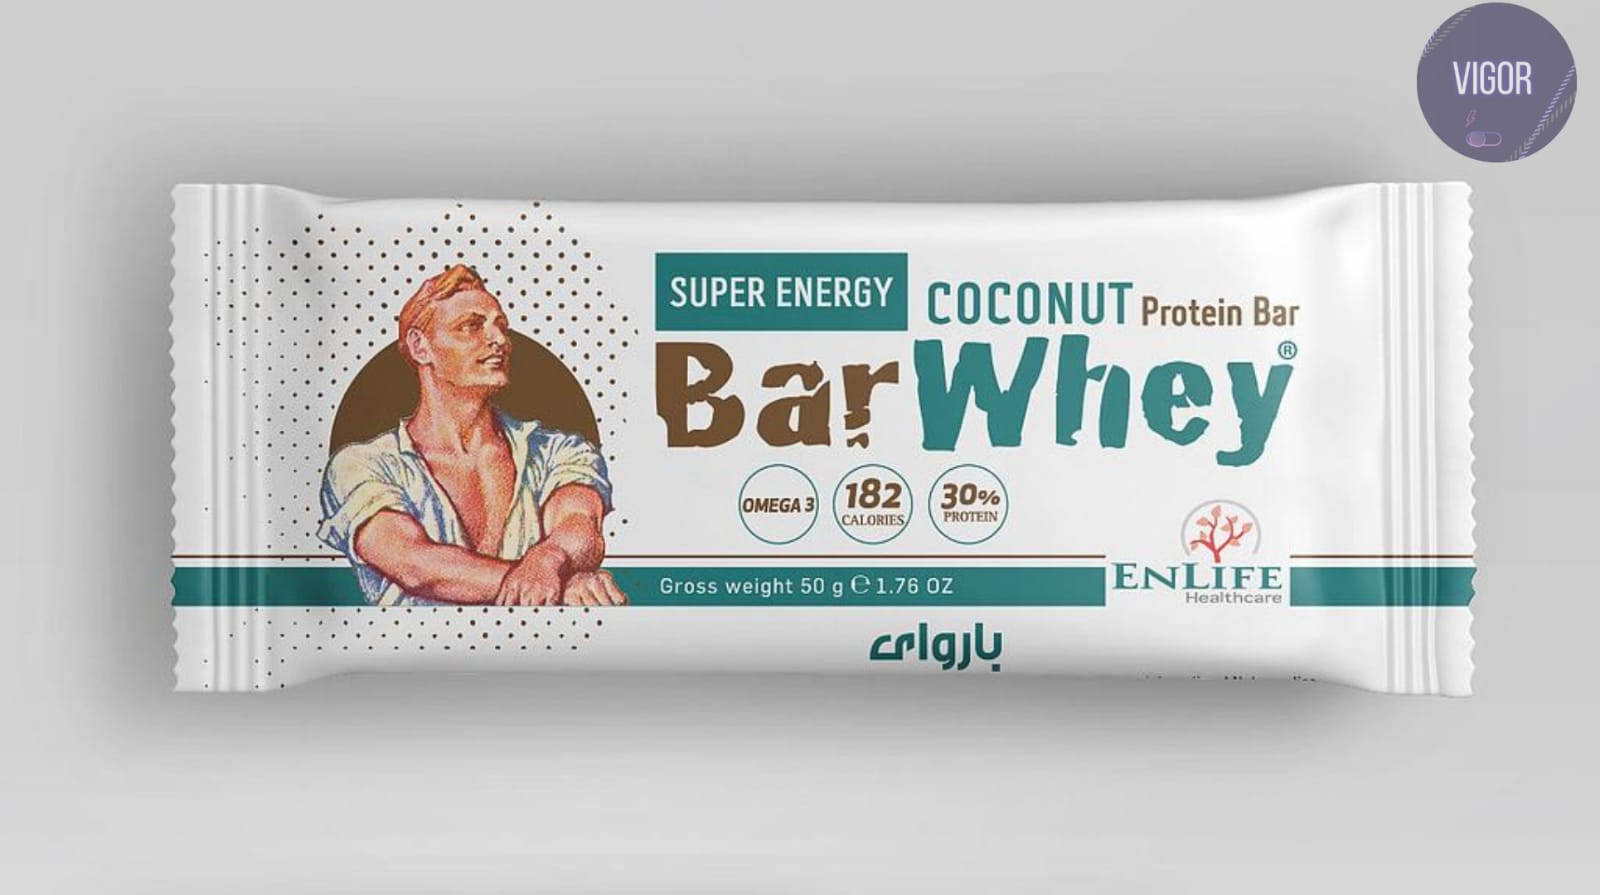 VIGOR
SUPER ENERGY
COCONUT Protein Bar
BarWhey®
OMEGA 3
182
CALORIES
30%
PROTEIN
Gross weight 50 g ℮ 1.76 OZ
ENLIFE
Healthcare
باروای